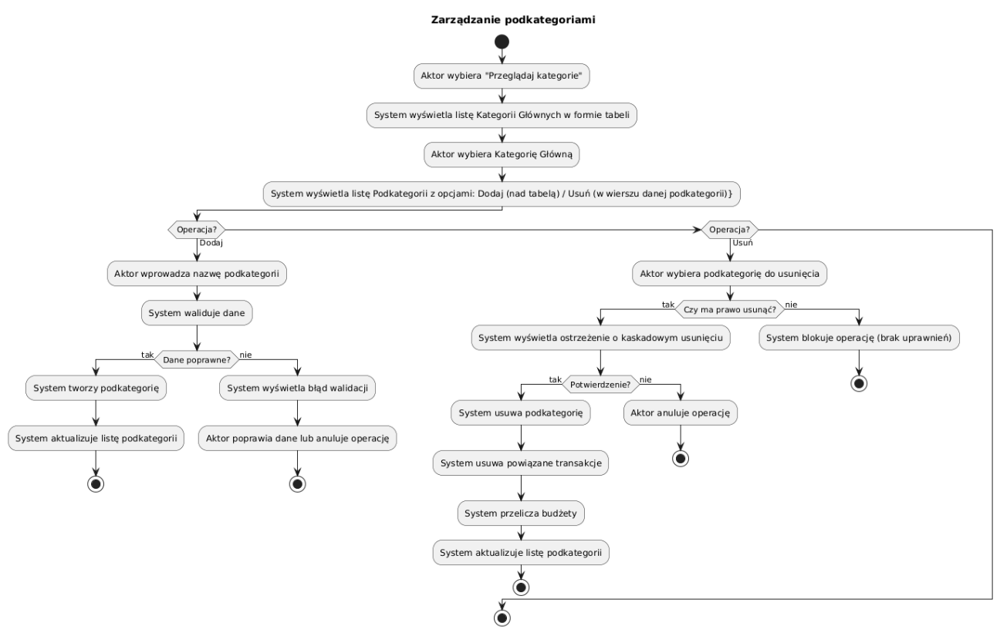 Zarządzanie podkategoriami
Aktor wybiera "Przeglądaj kategorie"
System wyświetla listę Kategorii Głównych w formie tabeli
Aktor wybiera Kategorię Główną
System wyświetla listę Podkategorii z opcjami: Dodaj (nad tabelą) / Usuń (w wierszu danej podkategorii)}
Operacja?
Dodaj
Aktor wprowadza nazwę podkategorii
System waliduje dane
tak
Dane poprawne?
nie
System tworzy podkategorię
System aktualizuje listę podkategorii
System wyświetla błąd walidacji
Aktor poprawia dane lub anuluje operację
Operacja?
Usuń
Aktor wybiera podkategorię do usunięcia
tak
Czy ma prawo usunąć?
nie
System wyświetla ostrzeżenie o kaskadowym usunięciu
tak
Potwierdzenie?
nie
System usuwa podkategorię
System usuwa powiązane transakcje
System przelicza budżety
System aktualizuje listę podkategorii
Aktor anuluje operację
System blokuje operację (brak uprawnień)